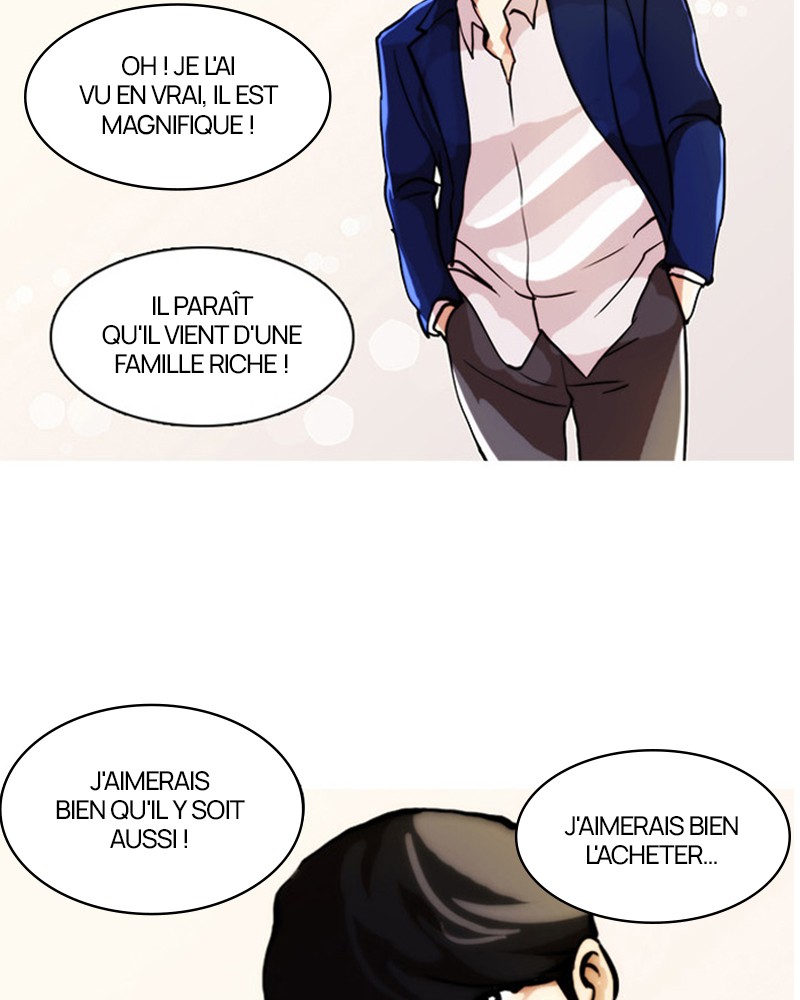 OH ! JE L'AI
VU EN VRAI, IL EST
MAGNIFIQUE !
IL PARAÎT
QU'IL VIENT D'UNE
FAMILLE RICHE !
J'AIMERAIS
BIEN QU'IL Y SOIT
AUSSI !
J'AIMERAIS BIEN
L'ACHETER...